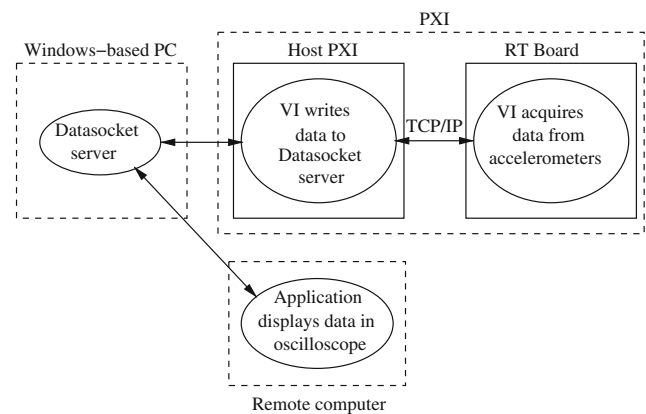 PXI
Windows−based PC
Host PXI
RT Board
Datasocket
server
VI writes
data to
Datasocket
server
TCP/IP
VI acquires
data from
accelerometers
Application
displays data in
oscilloscope
Remote computer